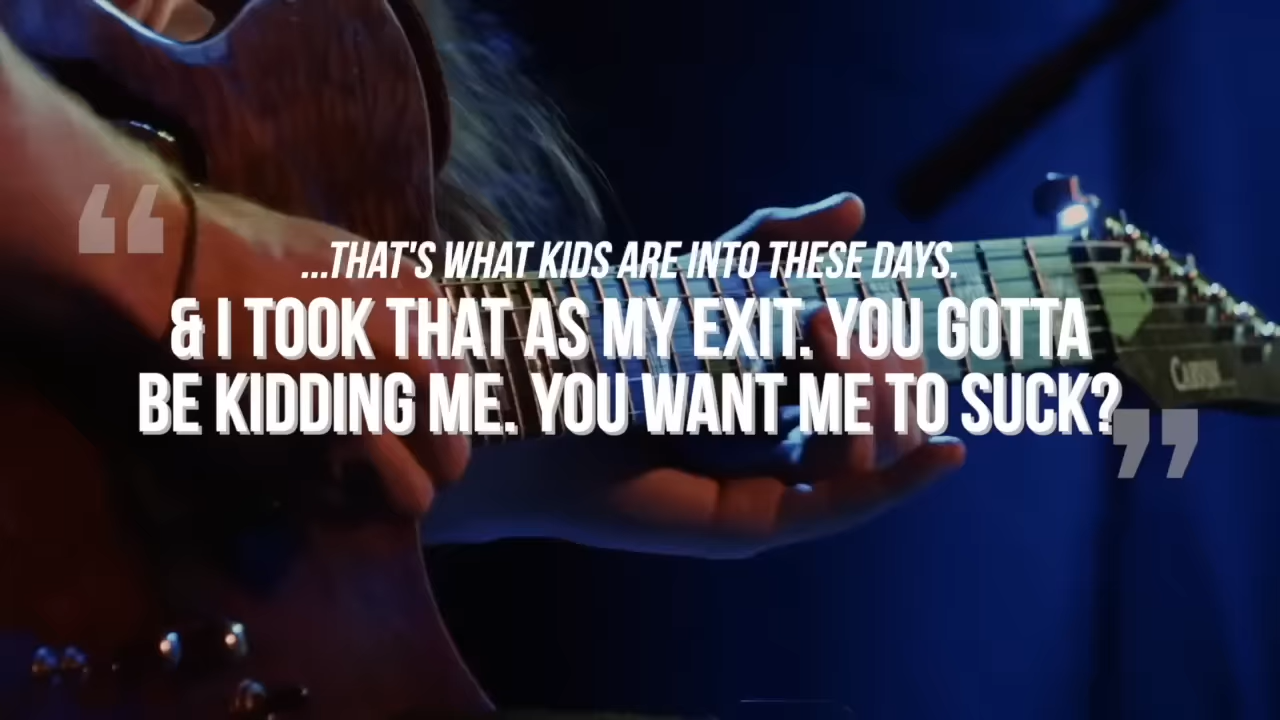 “
...THAT'S WHAT KIDS ARE INTO THESE DAYS.
& I TOOK THAT AS MY EXIT. YOU GOTTA
BE KIDDING ME. YOU WANT ME TO SUCK?
”
CARVIN